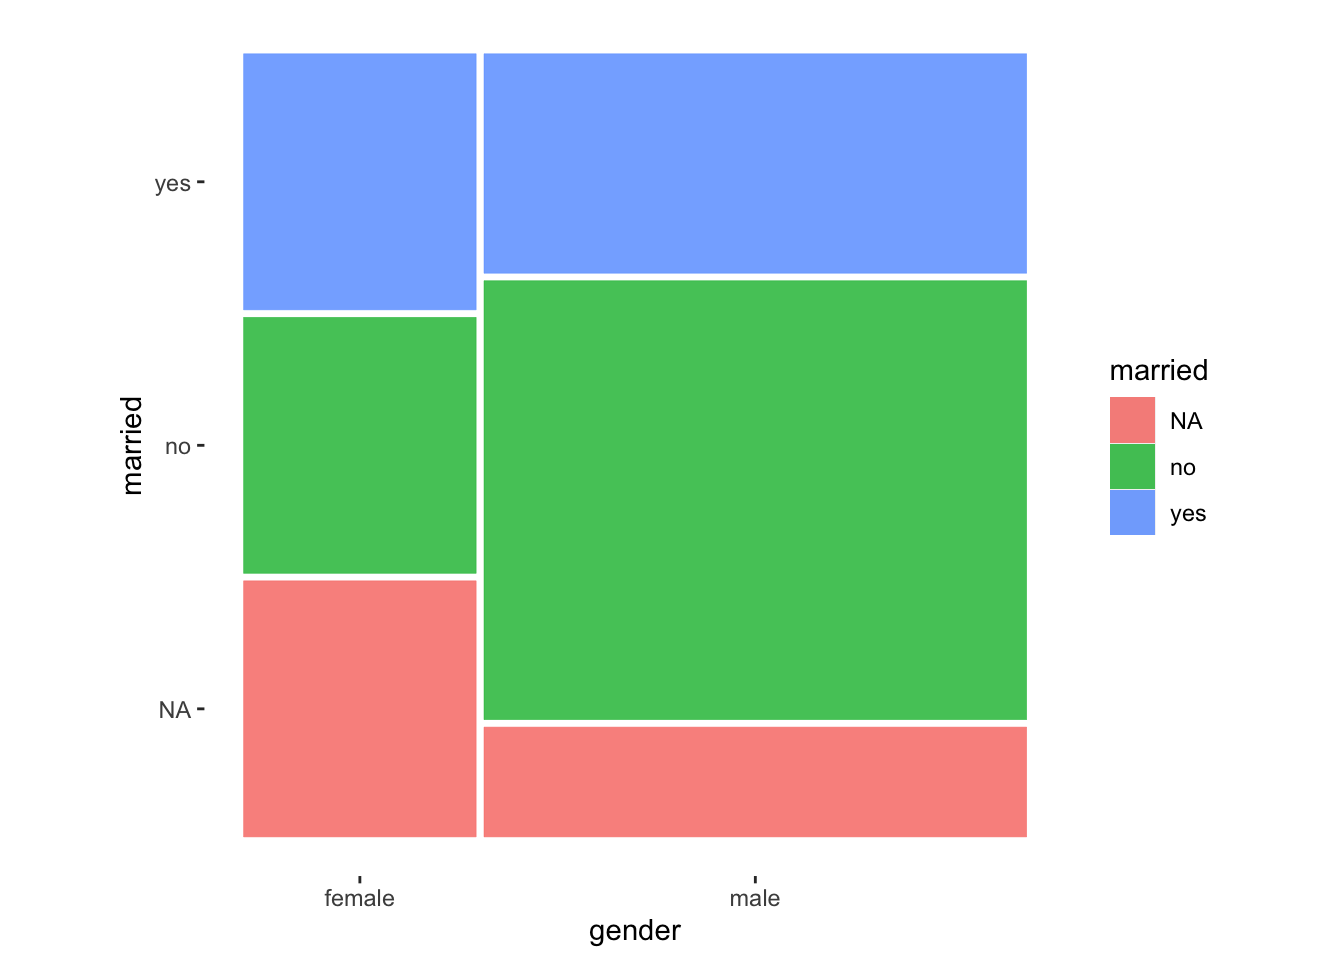 yes
no
NA
married
female
male
gender
married
NA
no
yes